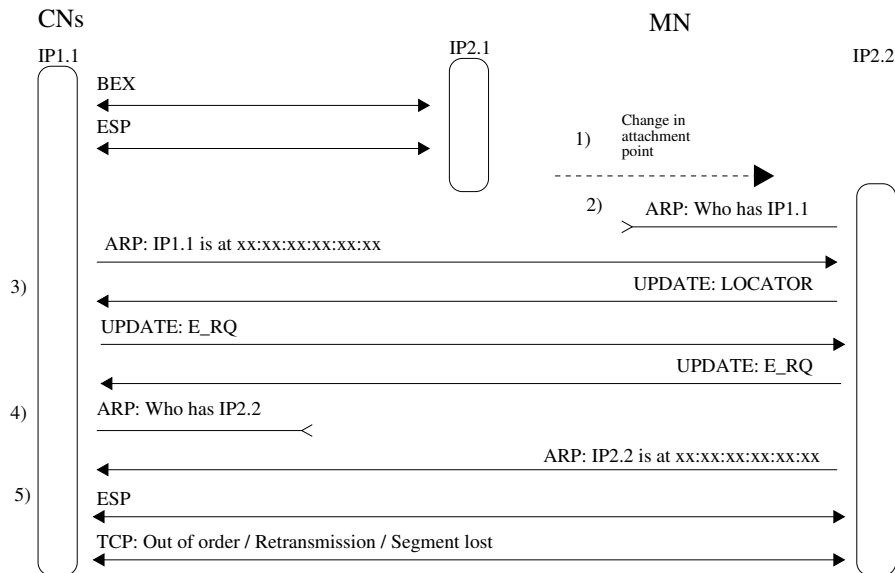 CNs
MN
IP1.1
IP2.1
IP2.2
BEX
ESP
1)
Change in
attachment
point
2)
ARP: Who has IP1.1
ARP: IP1.1 is at xx:xx:xx:xx:xx:xx
3)
UPDATE: LOCATOR
UPDATE: E_RQ
UPDATE: E_RQ
4)
ARP: Who has IP2.2
ARP: IP2.2 is at xx:xx:xx:xx:xx:xx
5)
ESP
TCP: Out of order / Retransmission / Segment lost